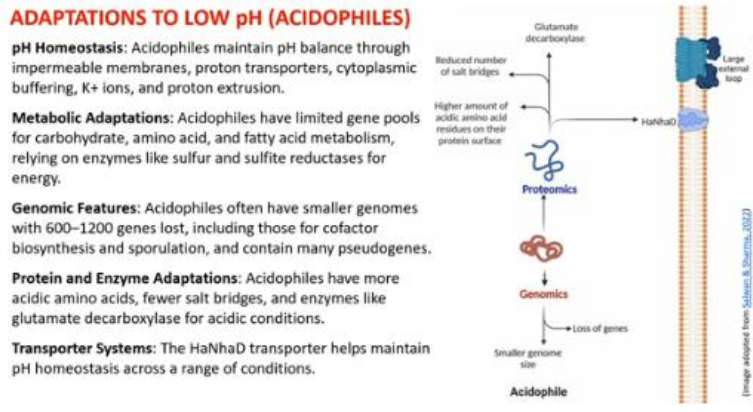 ADAPTATIONS TO LOW pH (ACIDOPHILES)
pH Homeostasis: Acidophiles maintain pH balance through
impermeable membranes, proton transporters, cytoplasmic
buffering, K+ ions, and proton extrusion.
Metabolic Adaptations: Acidophiles have limited gene pools
for carbohydrate, amino acid, and fatty acid metabolism,
relying on enzymes like sulfur and sulfite reductases for
energy.
Genomic Features: Acidophiles often have smaller genomes
with 600–1200 genes lost, including those for cofactor
biosynthesis and sporulation, and contain many pseudogenes.
Protein and Enzyme Adaptations: Acidophiles have more
acidic amino acids, fewer salt bridges, and enzymes like
glutamate decarboxylase for acidic conditions.
Transporter Systems: The HaNhaD transporter helps maintain
pH homeostasis across a range of conditions.
Glutamate
decarboxylase
Reduced number
of salt bridges
Higher amount of
acidic amino acid
residues on their
protein surface
Large
external
loop
HaNhaD
Proteomics
Genomics
Loss of genes
Smaller genome
size
Acidophile
(Image adopted from Salwan & Sharma, 2022)